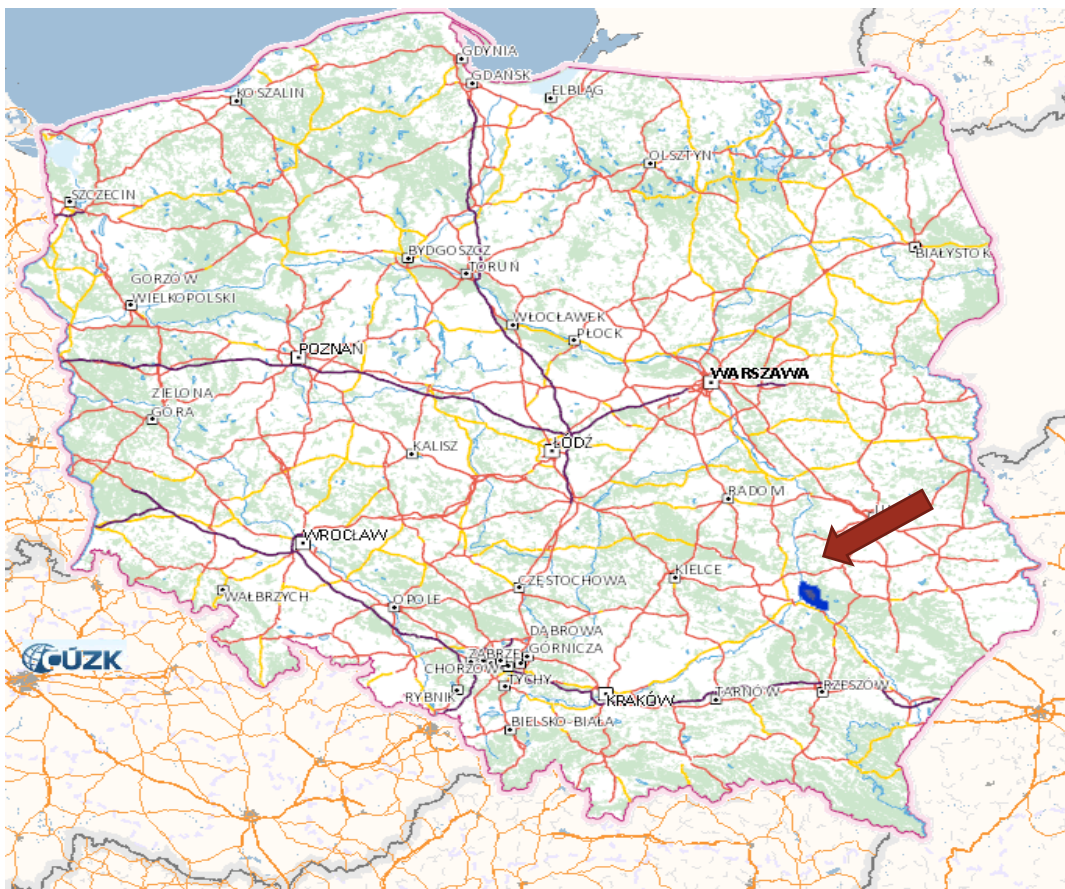 GDYNIA
GDAŃSK
KOSZALIN
ELBLĄG
OLSZTYN
SZCZECIN
BIAŁYSTOK
BYDGOSZCZ
TORUŃ
GORZÓW
WIELKOPOLSKI
WŁOCŁAWEK
PŁOCK
POZNAŃ
WARSZAWA
ZIELONA
GÓRA
KALISZ
ŁÓDŹ
RADOM
WROCŁAW
KIELCE
CZĘSTOCHOWA
WAŁBRZYCH
OPOLE
DĄBROWA
GÓRNICZA
ZABRZE
CHORZÓW
TYCHY
RYBNIK
KRAKÓW
TARNÓW
RZESZÓW
BIELSKO-BIAŁA
ÚZK